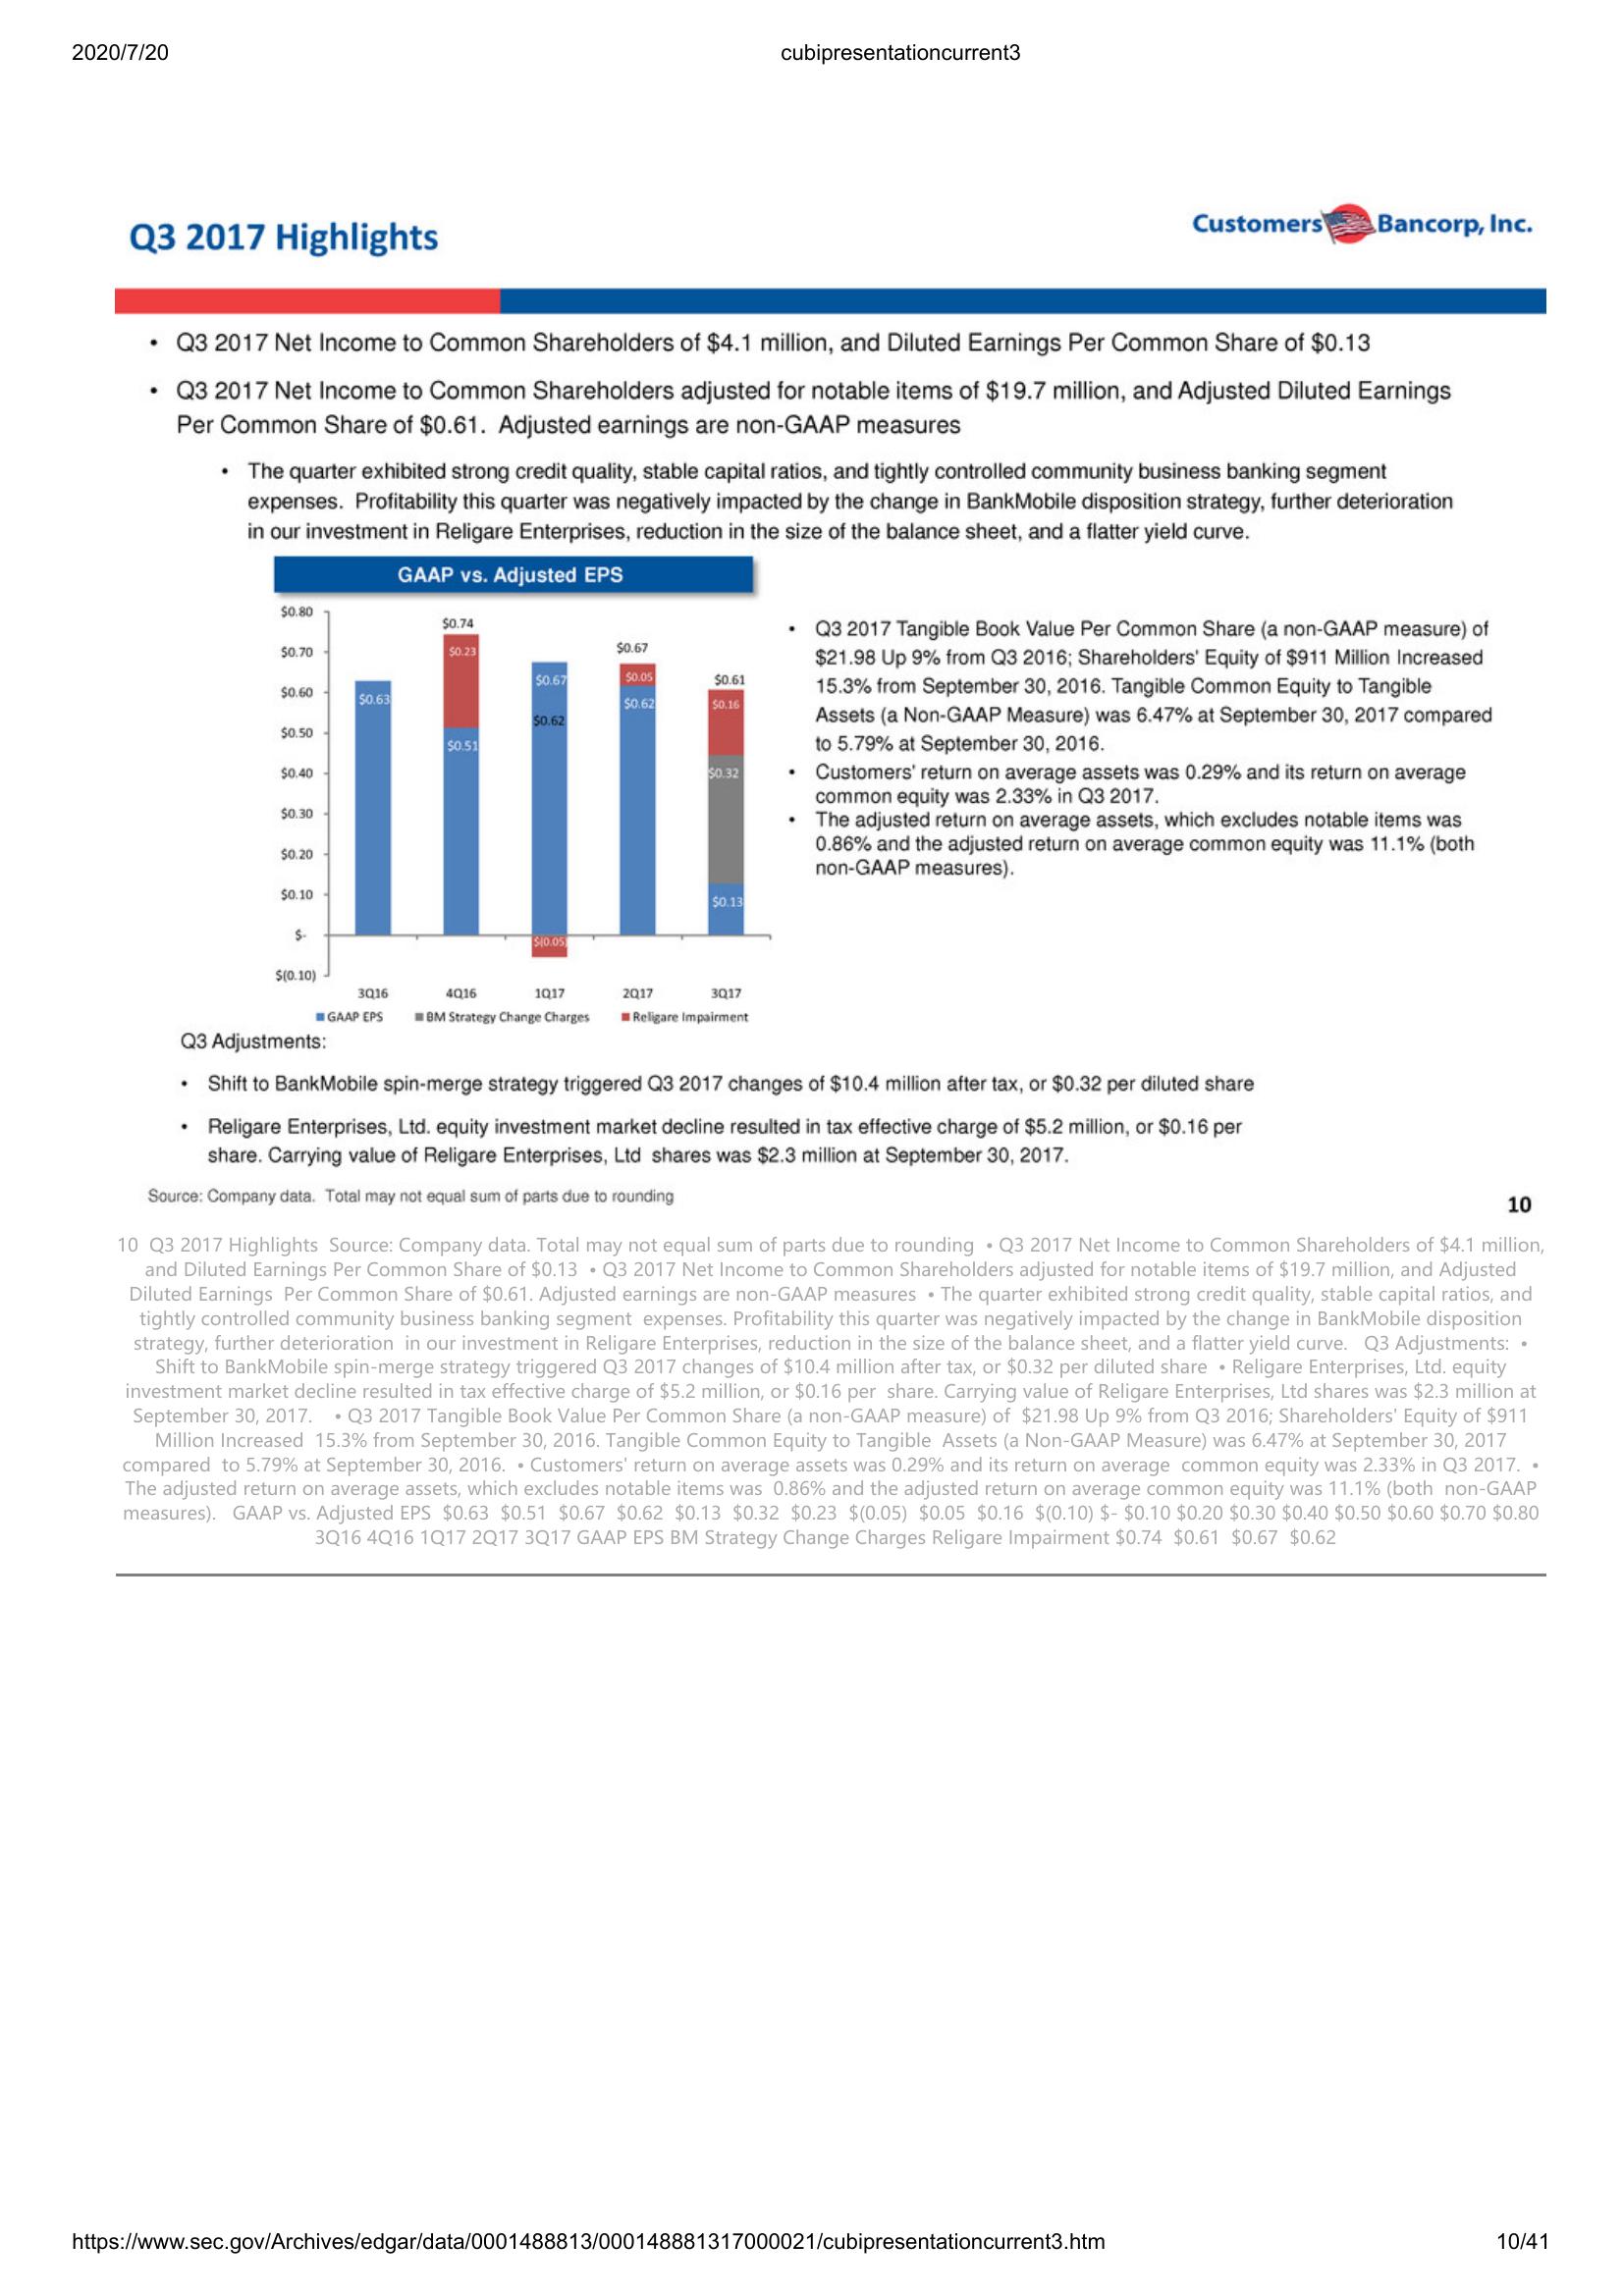 2020/7/20 cubipresentationcurrent3
Q3 2017 Highlights
Customers Bancorp, Inc.
• Q3 2017 Net Income to Common Shareholders of $4.1 million, and Diluted Earnings Per Common Share of $0.13
• Q3 2017 Net Income to Common Shareholders adjusted for notable items of $19.7 million, and Adjusted Diluted Earnings
Per Common Share of $0.61. Adjusted earnings are non-GAAP measures
• The quarter exhibited strong credit quality, stable capital ratios, and tightly controlled community business banking segment
expenses. Profitability this quarter was negatively impacted by the change in BankMobile disposition strategy, further deterioration
in our investment in Religare Enterprises, reduction in the size of the balance sheet, and a flatter yield curve.
GAAP vs. Adjusted EPS
$0.80
$0.70
$0.60
$0.50
$0.40
$0.30
$0.20
$0.10
$-
$(0.10)
$0.63
$0.74
$0.23
$0.51
$0.67
$0.62
$(0.05)
$0.67
$0.05
$0.62
$0.61
$0.16
$0.32
$0.13
3Q16 4Q16 1Q17 2Q17 3Q17
GAAP EPS BM Strategy Change Charges Religare Impairment
• Q3 2017 Tangible Book Value Per Common Share (a non-GAAP measure) of
$21.98 Up 9% from Q3 2016; Shareholders' Equity of $911 Million Increased
15.3% from September 30, 2016. Tangible Common Equity to Tangible
Assets (a Non-GAAP Measure) was 6.47% at September 30, 2017 compared
to 5.79% at September 30, 2016.
• Customers' return on average assets was 0.29% and its return on average
common equity was 2.33% in Q3 2017.
• The adjusted return on average assets, which excludes notable items was
0.86% and the adjusted return on average common equity was 11.1% (both
non-GAAP measures).
Q3 Adjustments:
• Shift to BankMobile spin-merge strategy triggered Q3 2017 changes of $10.4 million after tax, or $0.32 per diluted share
• Religare Enterprises, Ltd. equity investment market decline resulted in tax effective charge of $5.2 million, or $0.16 per
share. Carrying value of Religare Enterprises, Ltd shares was $2.3 million at September 30, 2017.
Source: Company data. Total may not equal sum of parts due to rounding
10
10 Q3 2017 Highlights Source: Company data. Total may not equal sum of parts due to rounding • Q3 2017 Net Income to Common Shareholders of $4.1 million,
and Diluted Earnings Per Common Share of $0.13 • Q3 2017 Net Income to Common Shareholders adjusted for notable items of $19.7 million, and Adjusted
Diluted Earnings Per Common Share of $0.61. Adjusted earnings are non-GAAP measures • The quarter exhibited strong credit quality, stable capital ratios, and
tightly controlled community business banking segment expenses. Profitability this quarter was negatively impacted by the change in BankMobile disposition
strategy, further deterioration in our investment in Religare Enterprises, reduction in the size of the balance sheet, and a flatter yield curve. Q3 Adjustments: •
Shift to BankMobile spin-merge strategy triggered Q3 2017 changes of $10.4 million after tax, or $0.32 per diluted share • Religare Enterprises, Ltd. equity
investment market decline resulted in tax effective charge of $5.2 million, or $0.16 per share. Carrying value of Religare Enterprises, Ltd shares was $2.3 million at
September 30, 2017. • Q3 2017 Tangible Book Value Per Common Share (a non-GAAP measure) of $21.98 Up 9% from Q3 2016; Shareholders' Equity of $911
Million Increased 15.3% from September 30, 2016. Tangible Common Equity to Tangible Assets (a Non-GAAP Measure) was 6.47% at September 30, 2017
compared to 5.79% at September 30, 2016. • Customers' return on average assets was 0.29% and its return on average common equity was 2.33% in Q3 2017. •
The adjusted return on average assets, which excludes notable items was 0.86% and the adjusted return on average common equity was 11.1% (both non-GAAP
measures). GAAP vs. Adjusted EPS $0.63 $0.51 $0.67 $0.62 $0.13 $0.32 $0.23 $(0.05) $0.05 $0.16 $(0.10) $- $0.10 $0.20 $0.30 $0.40 $0.50 $0.60 $0.70 $0.80
3Q16 4Q16 1Q17 2Q17 3Q17 GAAP EPS BM Strategy Change Charges Religare Impairment $0.74 $0.61 $0.67 $0.62
https://www.sec.gov/Archives/edgar/data/0001488813/000148881317000021/cubipresentationcurrent3.htm 10/41